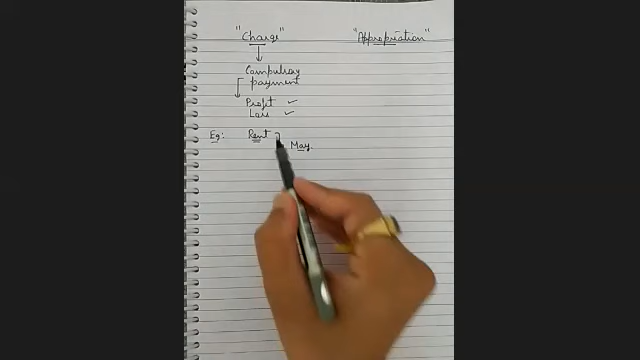 "Charge" "Appropriation"
Compulsory
payment
Profit ✓
Loss ✓
Eg: Rent
May.